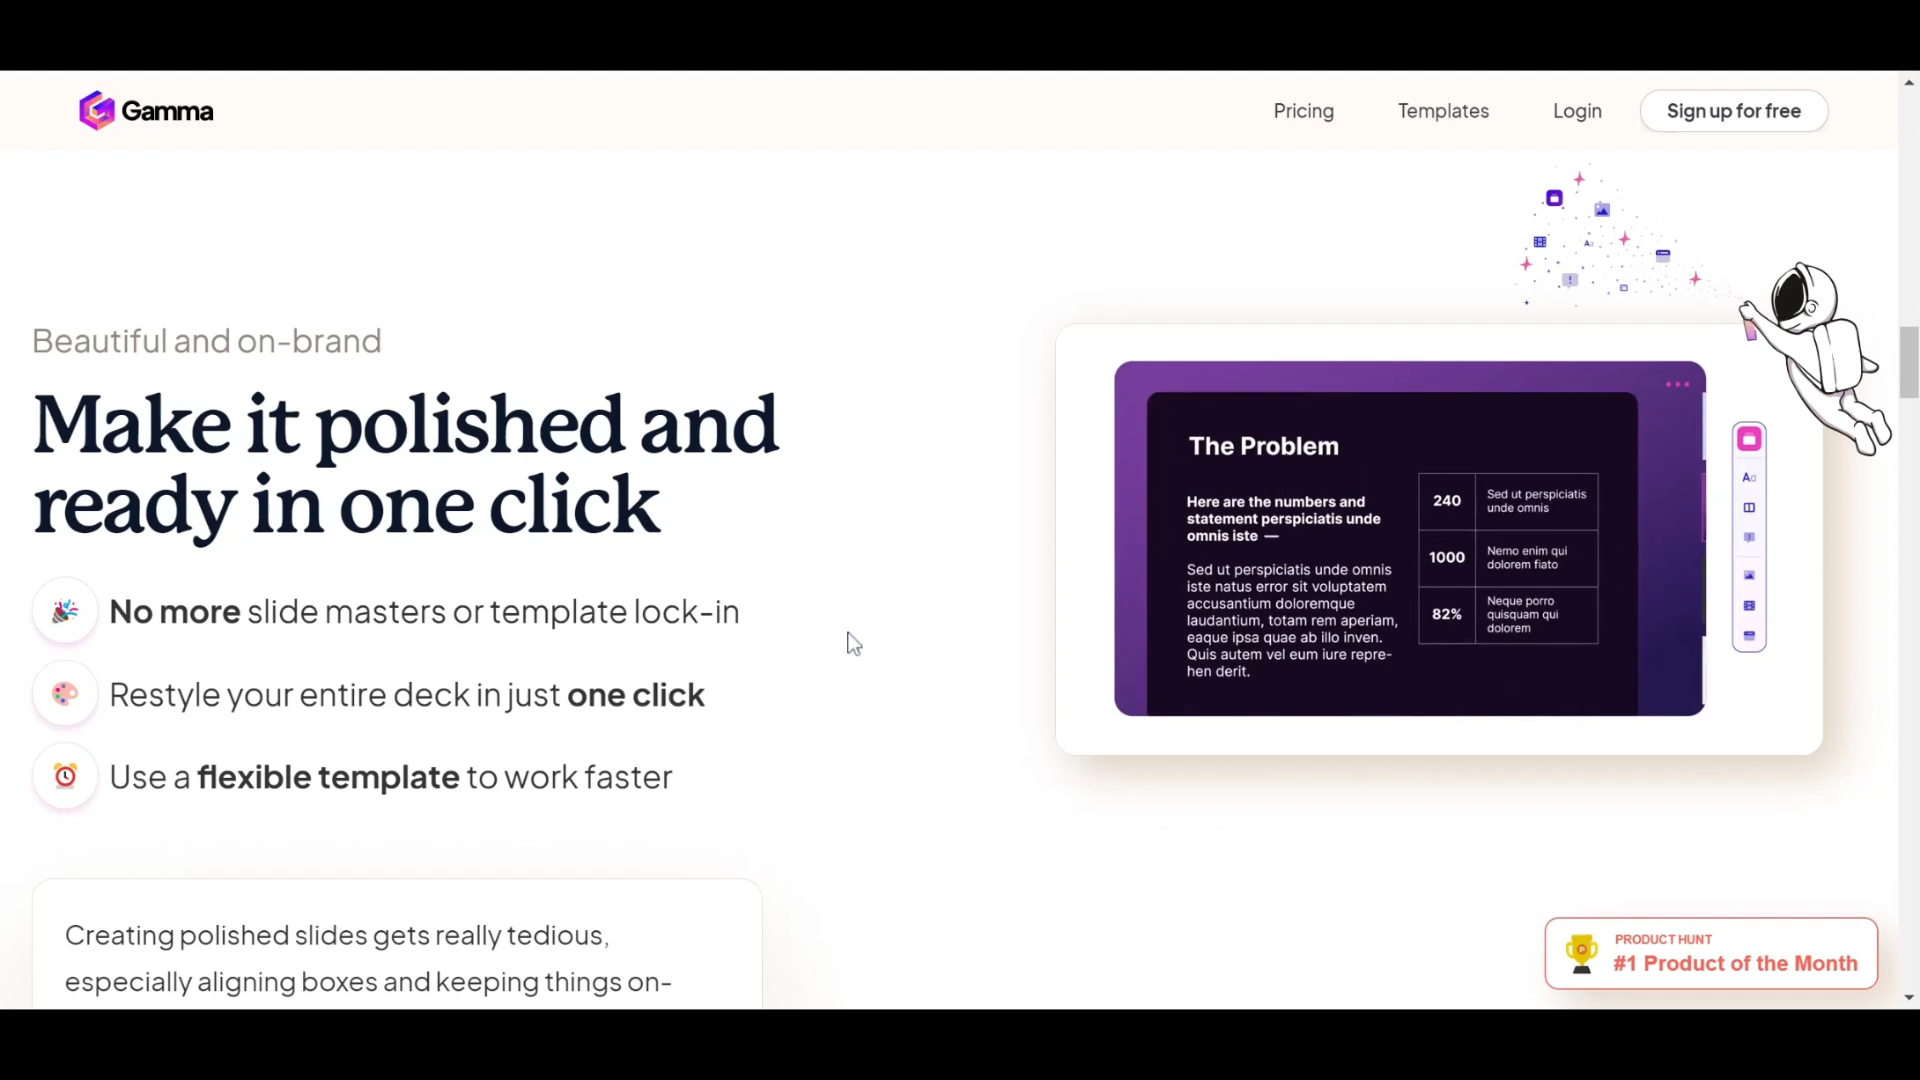 Gamma
Pricing
Templates
Login
Sign up for free
Beautiful and on-brand
Make it polished and
ready in one click
No more slide masters or template lock-in
Restyle your entire deck in just one click
Use a flexible template to work faster
Creating polished slides gets really tedious,
especially aligning boxes and keeping things on-
The Problem
Here are the numbers and
statement perspiciatis unde
omnis iste —
Sed ut perspiciatis unde omnis
iste natus error sit voluptatem
accusantium doloremque
laudantium, totam rem aperiam,
eaque ipsa quae ab illo inven.
Quis autem vel eum iure repre-
hen derit.
240
Sed ut perspiciatis
unde omnis
1000
Nemo enim qui
dolorem fiato
82%
Neque porro
quisquam qui
dolorem
Aa
PRODUCT HUNT
#1 Product of the Month